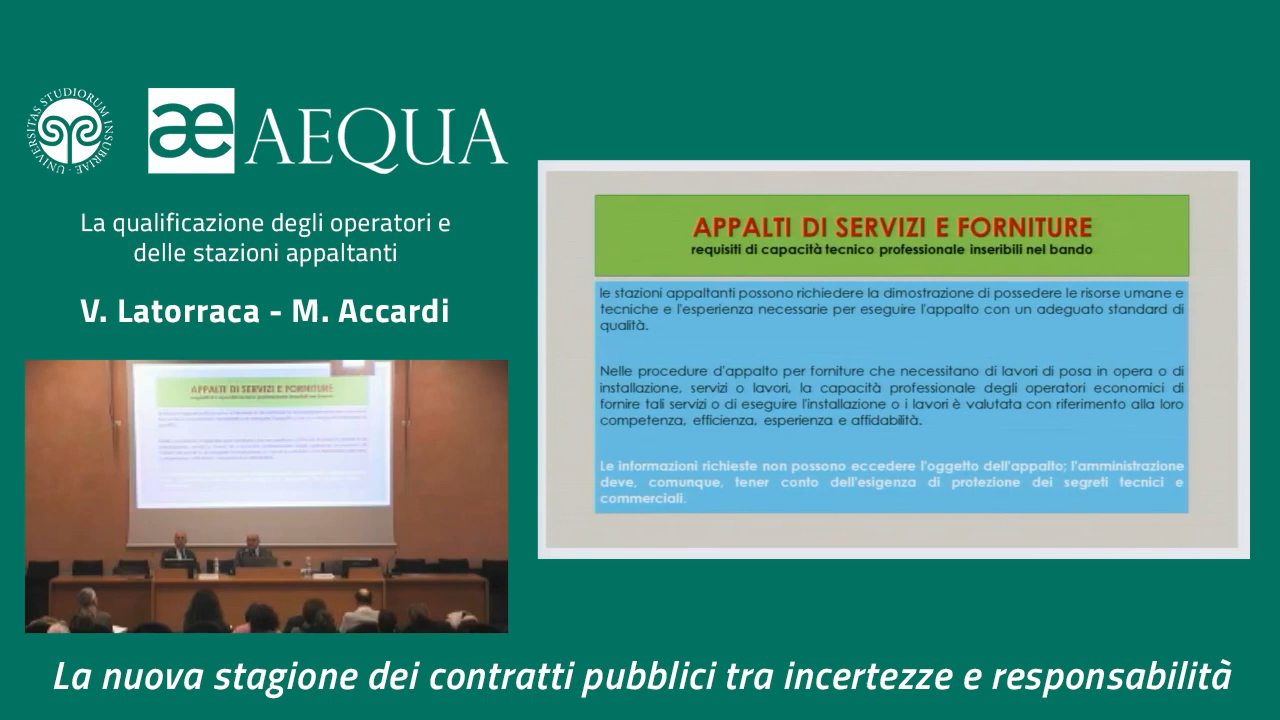 UNIVERSITAS STUDIORUM INSUBRIAE
æ AEQUA
La qualificazione degli operatori e
delle stazioni appaltanti
V. Latorraca - M. Accardi
APPALTI DI SERVIZI E FORNITURE
APPALTI DI SERVIZI E FORNITURE
requisiti di capacità tecnico professionale inseribili nel bando
le stazioni appaltanti possono richiedere la dimostrazione di possedere le risorse umane e
tecniche e l'esperienza necessarie per eseguire l'appalto con un adeguato standard di
qualità.
Nelle procedure d'appalto per forniture che necessitano di lavori di posa in opera o di
installazione, servizi o lavori, la capacità professionale degli operatori economici di
fornire tali servizi o di eseguire l'installazione o i lavori è valutata con riferimento alla loro
competenza, efficienza, esperienza e affidabilità.
Le informazioni richieste non possono eccedere l'oggetto dell'appalto; l'amministrazione
deve, comunque, tener conto dell'esigenza di protezione dei segreti tecnici e
commerciali.
La nuova stagione dei contratti pubblici tra incertezze e responsabilità